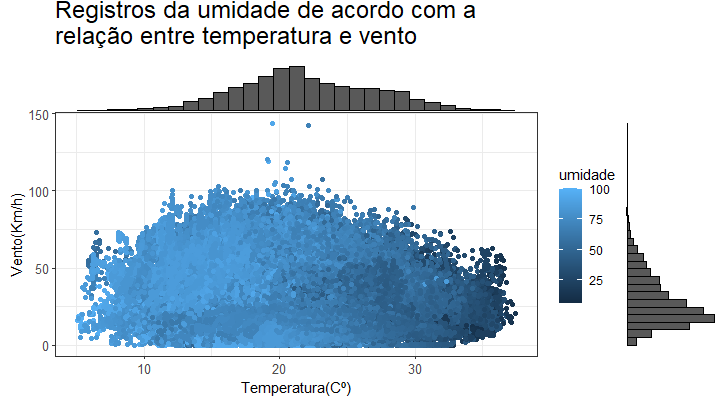 Registros da umidade de acordo com a
relação entre temperatura e vento
150
100
50
0
Vento(Km/h)
10
20
30
Temperatura(Cº)
umidade
100
75
50
25